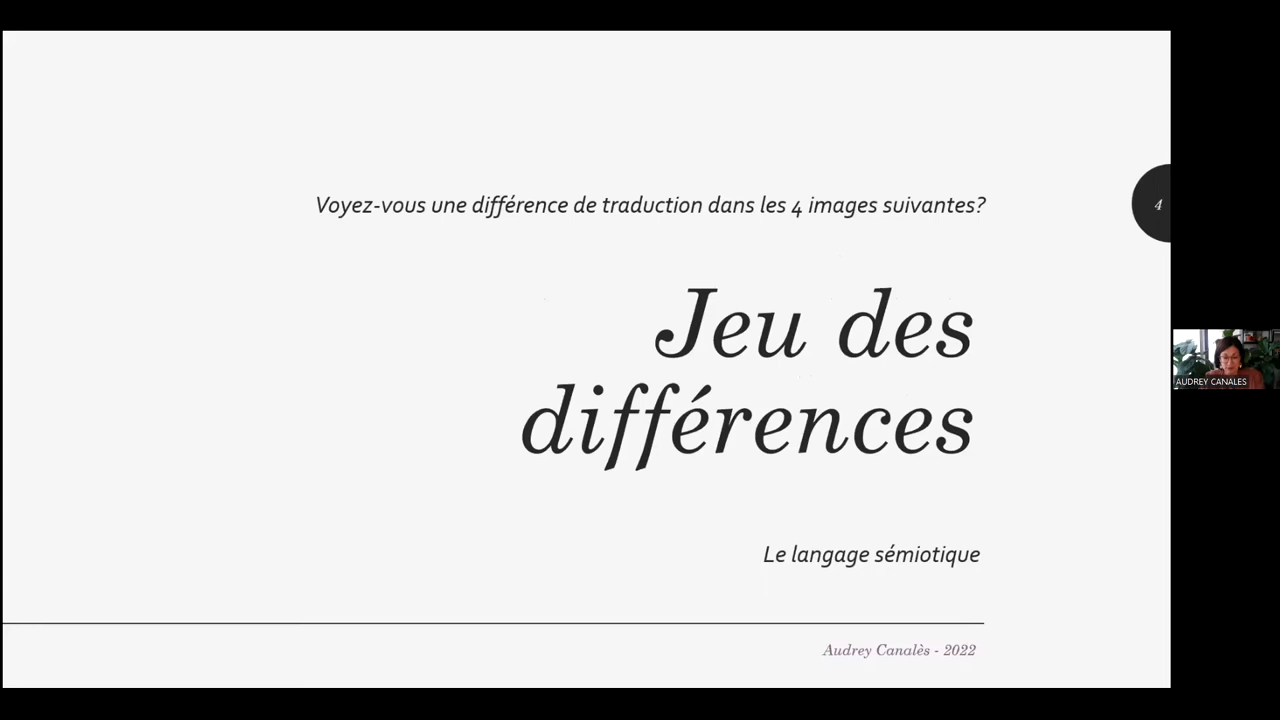 Voyez-vous une différence de traduction dans les 4 images suivantes?
4
Jeu des
différences
AUDREY CANALES
Le langage sémiotique
Audrey Canalès - 2022